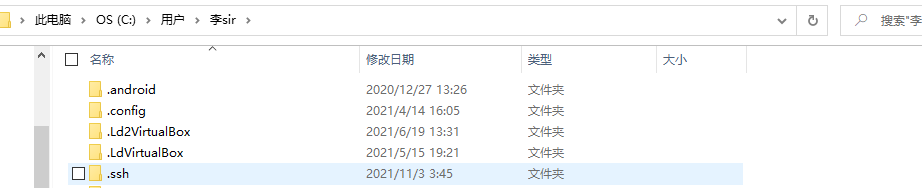 此电脑 > OS (C:) > 用户 > 李sir 搜索"李
名称 修改日期 类型 大小
.android 2020/12/27 13:26 文件夹
.config 2021/4/14 16:05 文件夹
.Ld2VirtualBox 2021/6/19 13:31 文件夹
.LdVirtualBox 2021/5/15 19:21 文件夹
.ssh 2021/11/3 3:45 文件夹